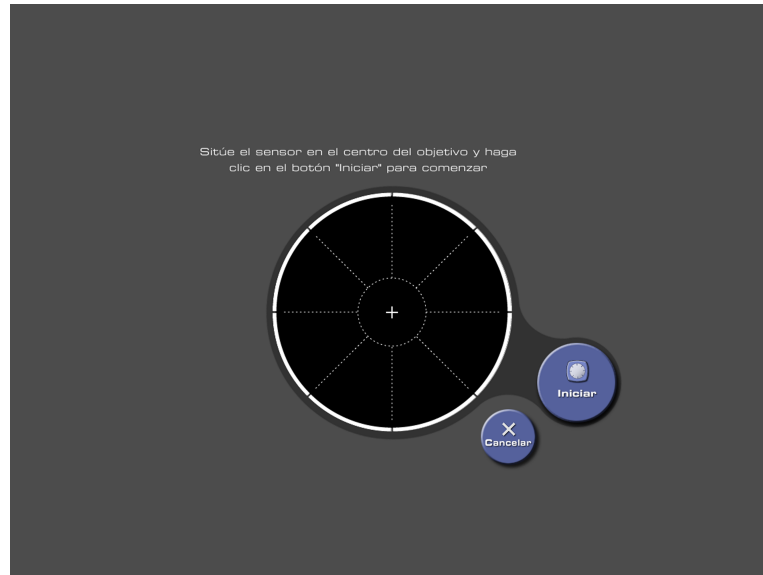 Sitúe el sensor en el centro del objetivo y haga
clic en el botón "Iniciar" para comenzar
Iniciar
Cancelar